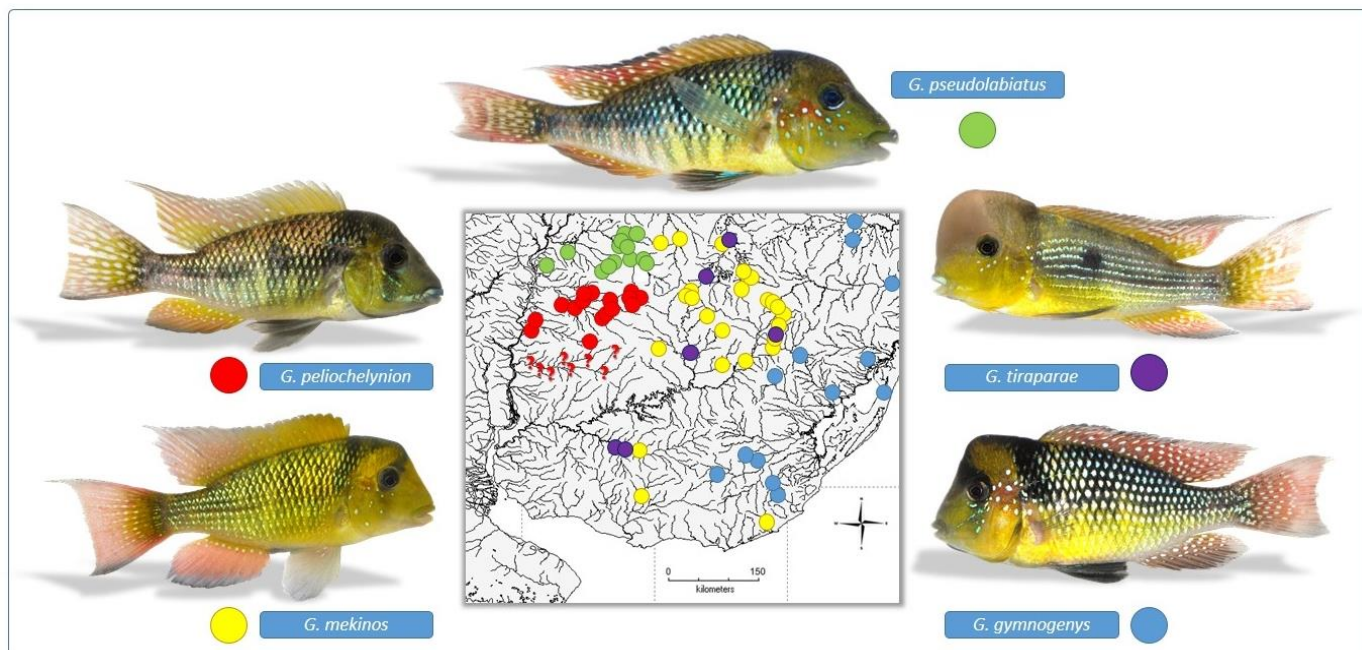 G. pseudolabiatus
G. peliochelynion
G. tiraparae
? ? ? ? ? ? ? ?
0 150
kilometers
G. mekinos
G. gymnogenys